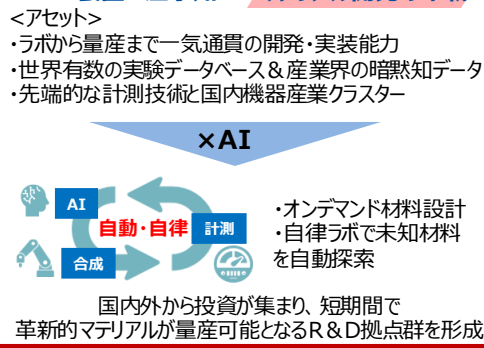 <アセット>
・ラボから量産まで一気通貫の開発・実装能力
・世界有数の実験データベース＆産業界の暗黙知データ
・先端的な計測技術と国内機器産業クラスター
×AI
AI
自動・自律
計測
合成
・オンデマンド材料設計
・自律ラボで未知材料
を自動探索
国内外から投資が集まり、短期間で
革新的マテリアルが量産可能となるR＆D拠点群を形成